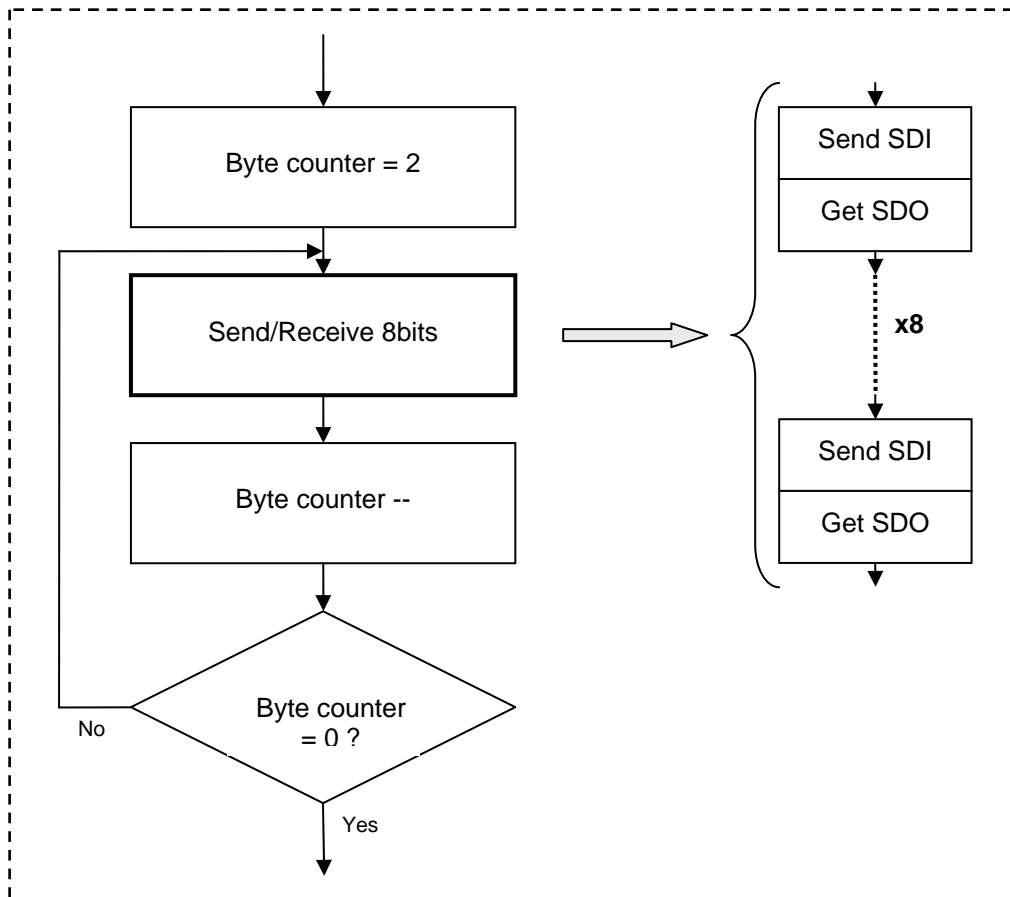 Byte counter = 2
Send/Receive 8bits
Byte counter --
Byte counter
= 0 ?
No
Yes
Send SDI
Get SDO
x8
Send SDI
Get SDO